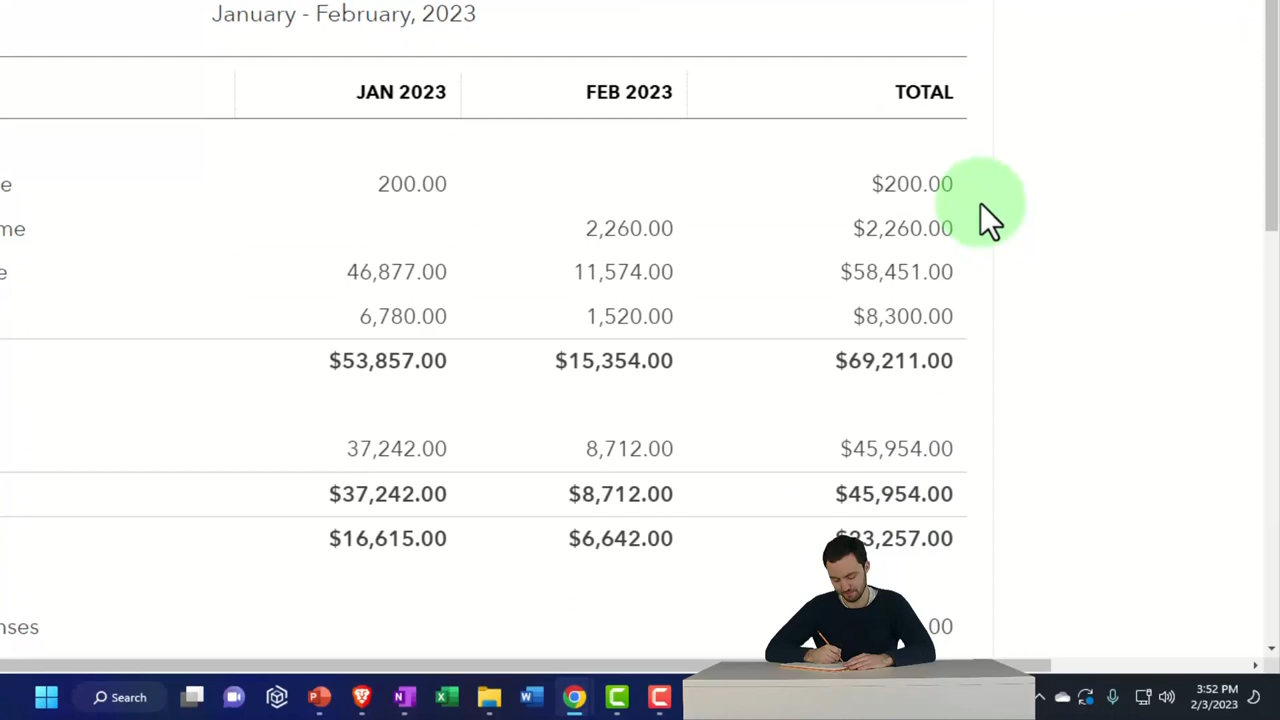 January - February, 2023
JAN 2023 FEB 2023 TOTAL
e 200.00 $200.00
me 2,260.00 $2,260.00
e 46,877.00 11,574.00 $58,451.00
6,780.00 1,520.00 $8,300.00
$53,857.00 $15,354.00 $69,211.00
37,242.00 8,712.00 $45,954.00
$37,242.00 $8,712.00 $45,954.00
$16,615.00 $6,642.00 3,257.00
nses 00
Search
3:52 PM
2/3/2023